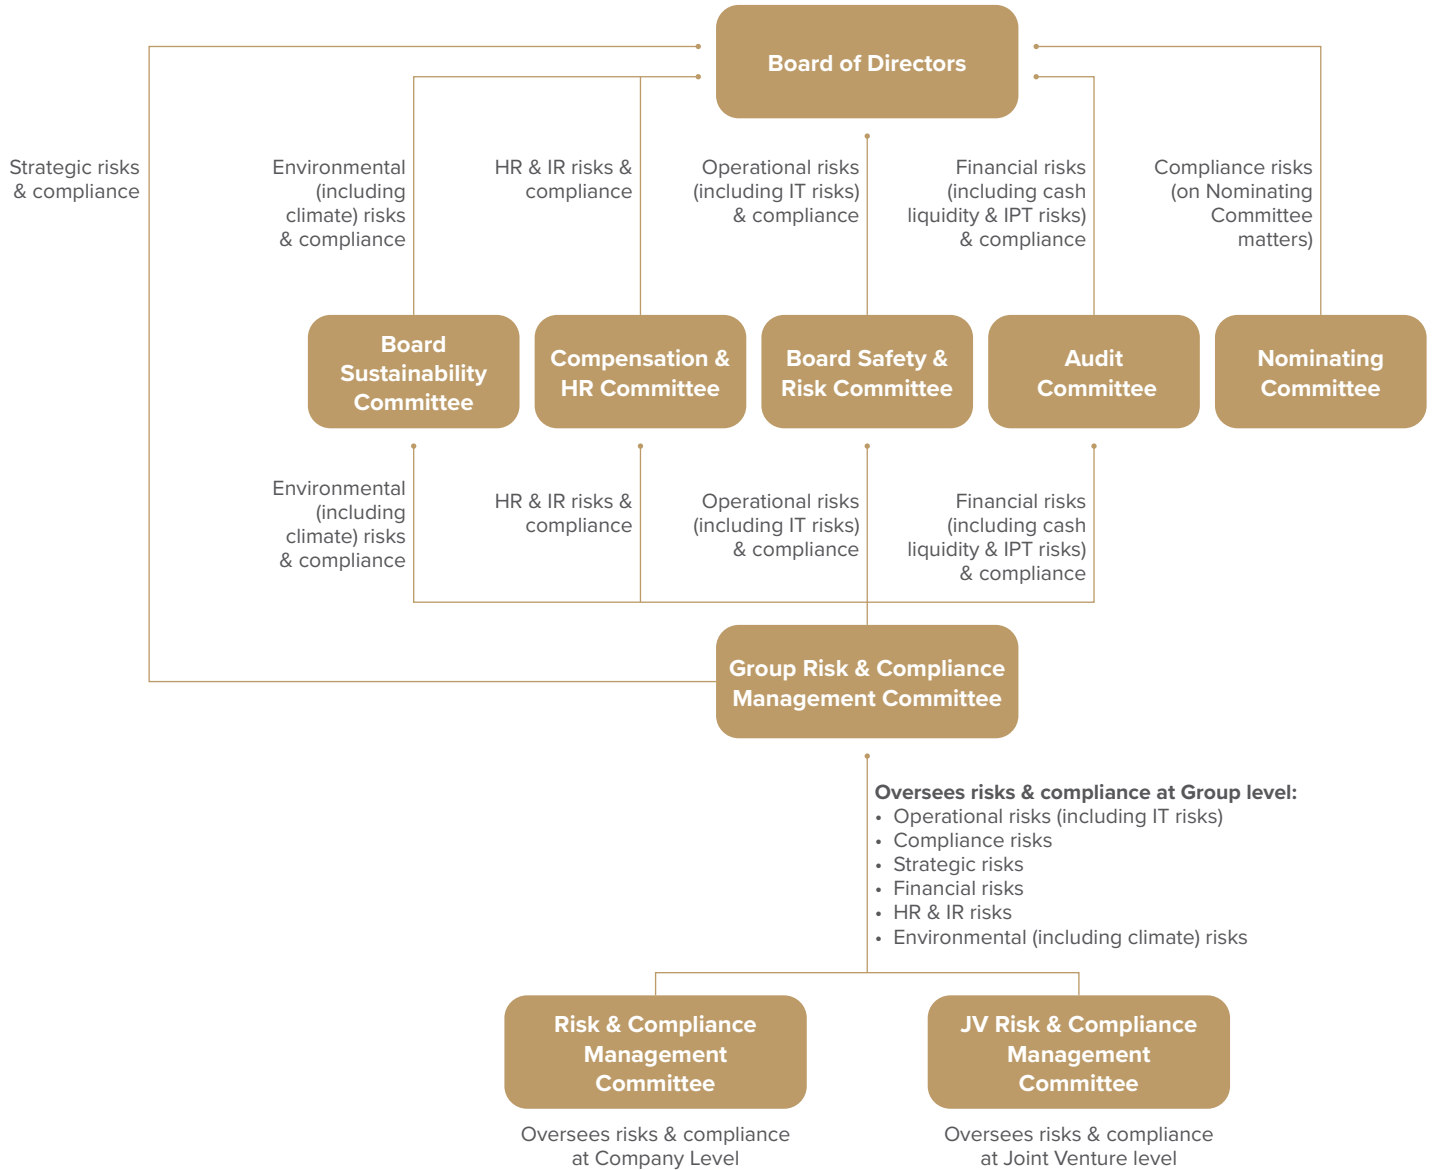 Board of Directors
Strategic risks
& compliance
Environmental
(including
climate) risks
& compliance
HR & IR risks &
compliance
Operational risks
(including IT risks)
& compliance
Financial risks
(including cash
liquidity & IPT risks)
& compliance
Compliance risks
(on Nominating
Committee
matters)
Board
Sustainability
Committee
Compensation &
HR Committee
Board Safety &
Risk Committee
Audit
Committee
Nominating
Committee
Environmental
(including
climate) risks
& compliance
HR & IR risks &
compliance
Operational risks
(including IT risks)
& compliance
Financial risks
(including cash
liquidity & IPT risks)
& compliance
Group Risk & Compliance
Management Committee
Oversees risks & compliance at Group level:
• Operational risks (including IT risks)
• Compliance risks
• Strategic risks
• Financial risks
• HR & IR risks
• Environmental (including climate) risks
Risk & Compliance
Management
Committee
JV Risk & Compliance
Management
Committee
Oversees risks & compliance
at Company Level
Oversees risks & compliance
at Joint Venture level